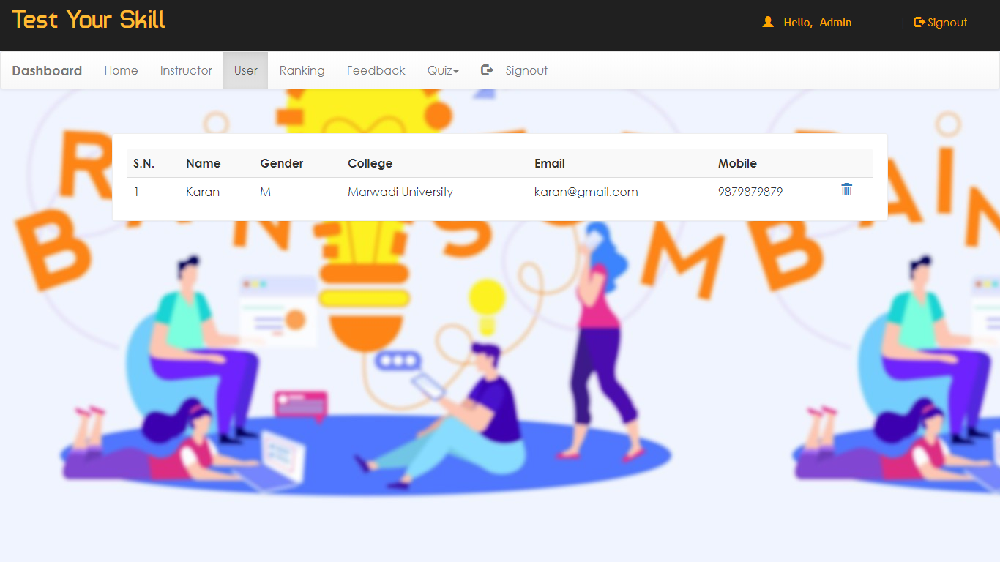 Test Your Skill
Hello, Admin | Signout
Dashboard Home Instructor User Ranking Feedback Quiz Signout
S.N. Name Gender College Email Mobile
1 Karan M Marwadi University karan@gmail.com 9879879879